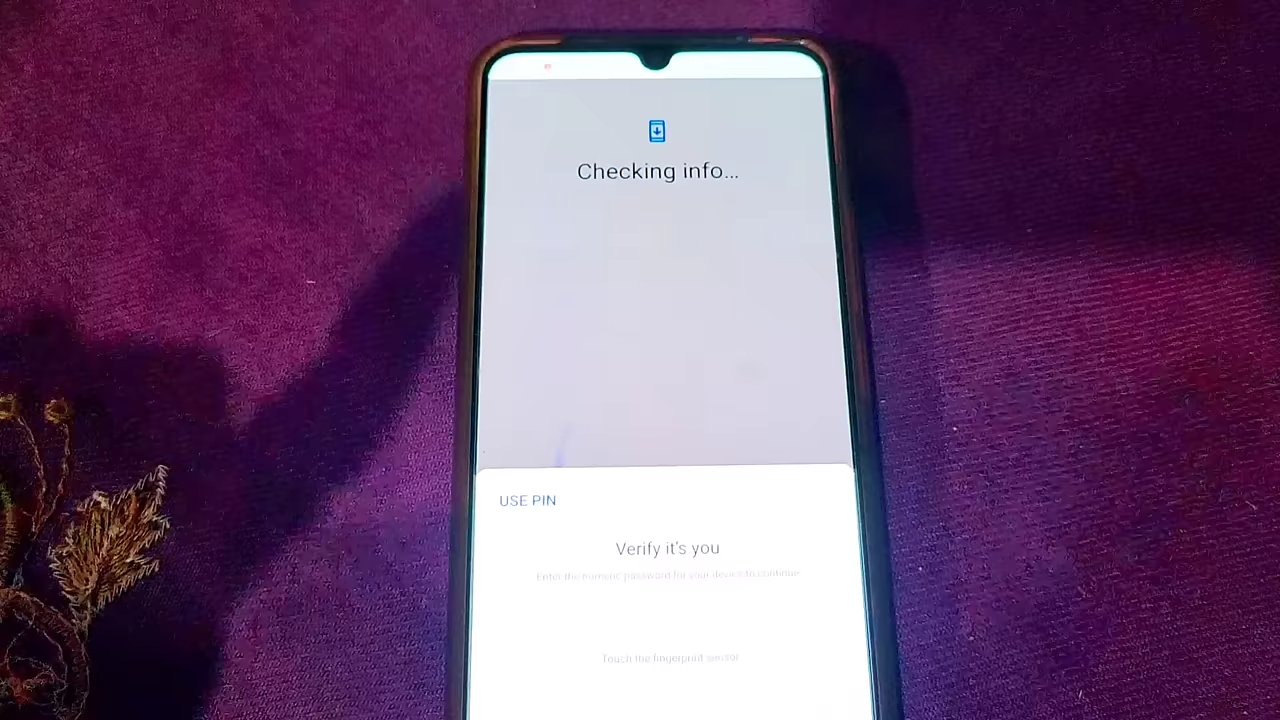 Checking info...
USE PIN
Verify it's you
Enter the numeric password for your device to continue
Touch the fingerprint sensor